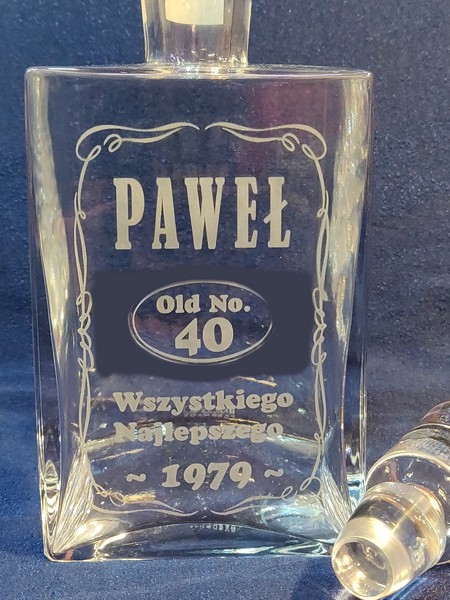 PAWEŁ
Old No.
40
Wszystkiego
Najlepszego
~ 1979 ~